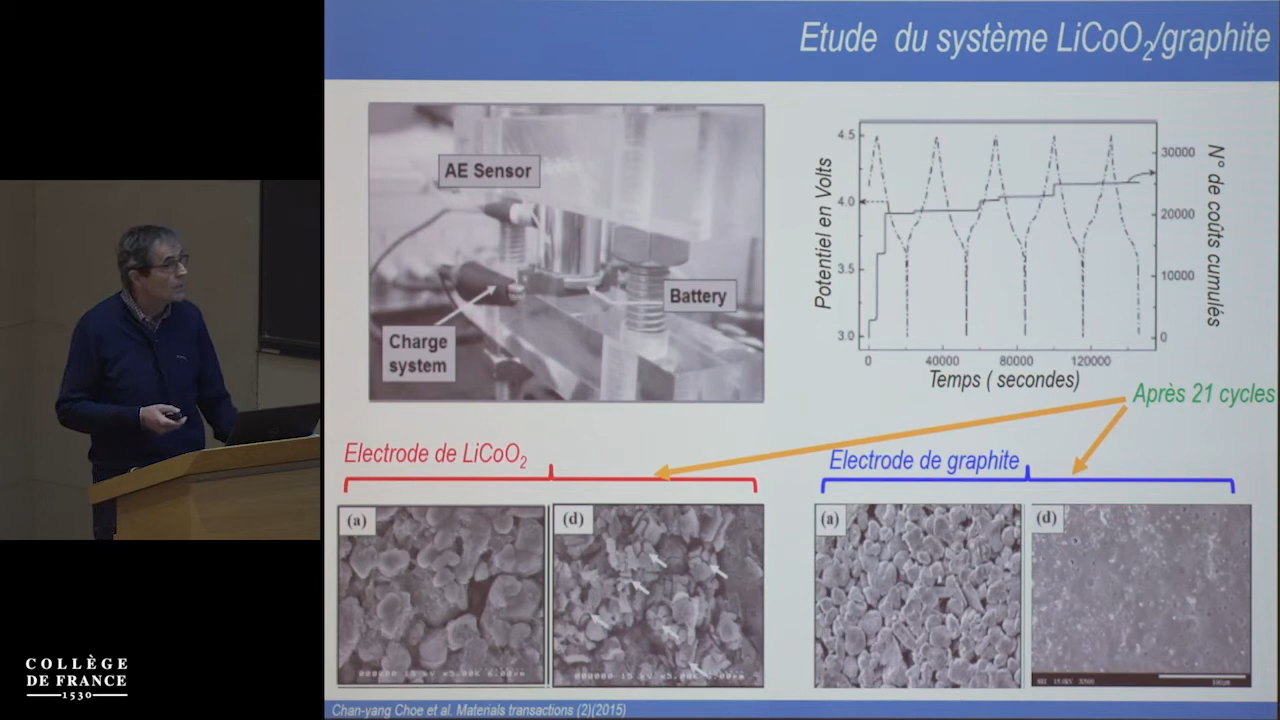 Etude du système LiCoO2/graphite
AE Sensor
Battery
Charge
system
4.5
4.0
3.5
3.0
Potentiel en Volts
30000
20000
10000
0
N° de coûts cumulés
0
40000
80000
120000
Temps ( secondes)
Après 21 cycles
Electrode de LiCoO2
Electrode de graphite
(a)
(d)
(a)
(d)
COLLÈGE
DE FRANCE
1530
Chan-yang Choe et al. Materials transactions (2)(2015)